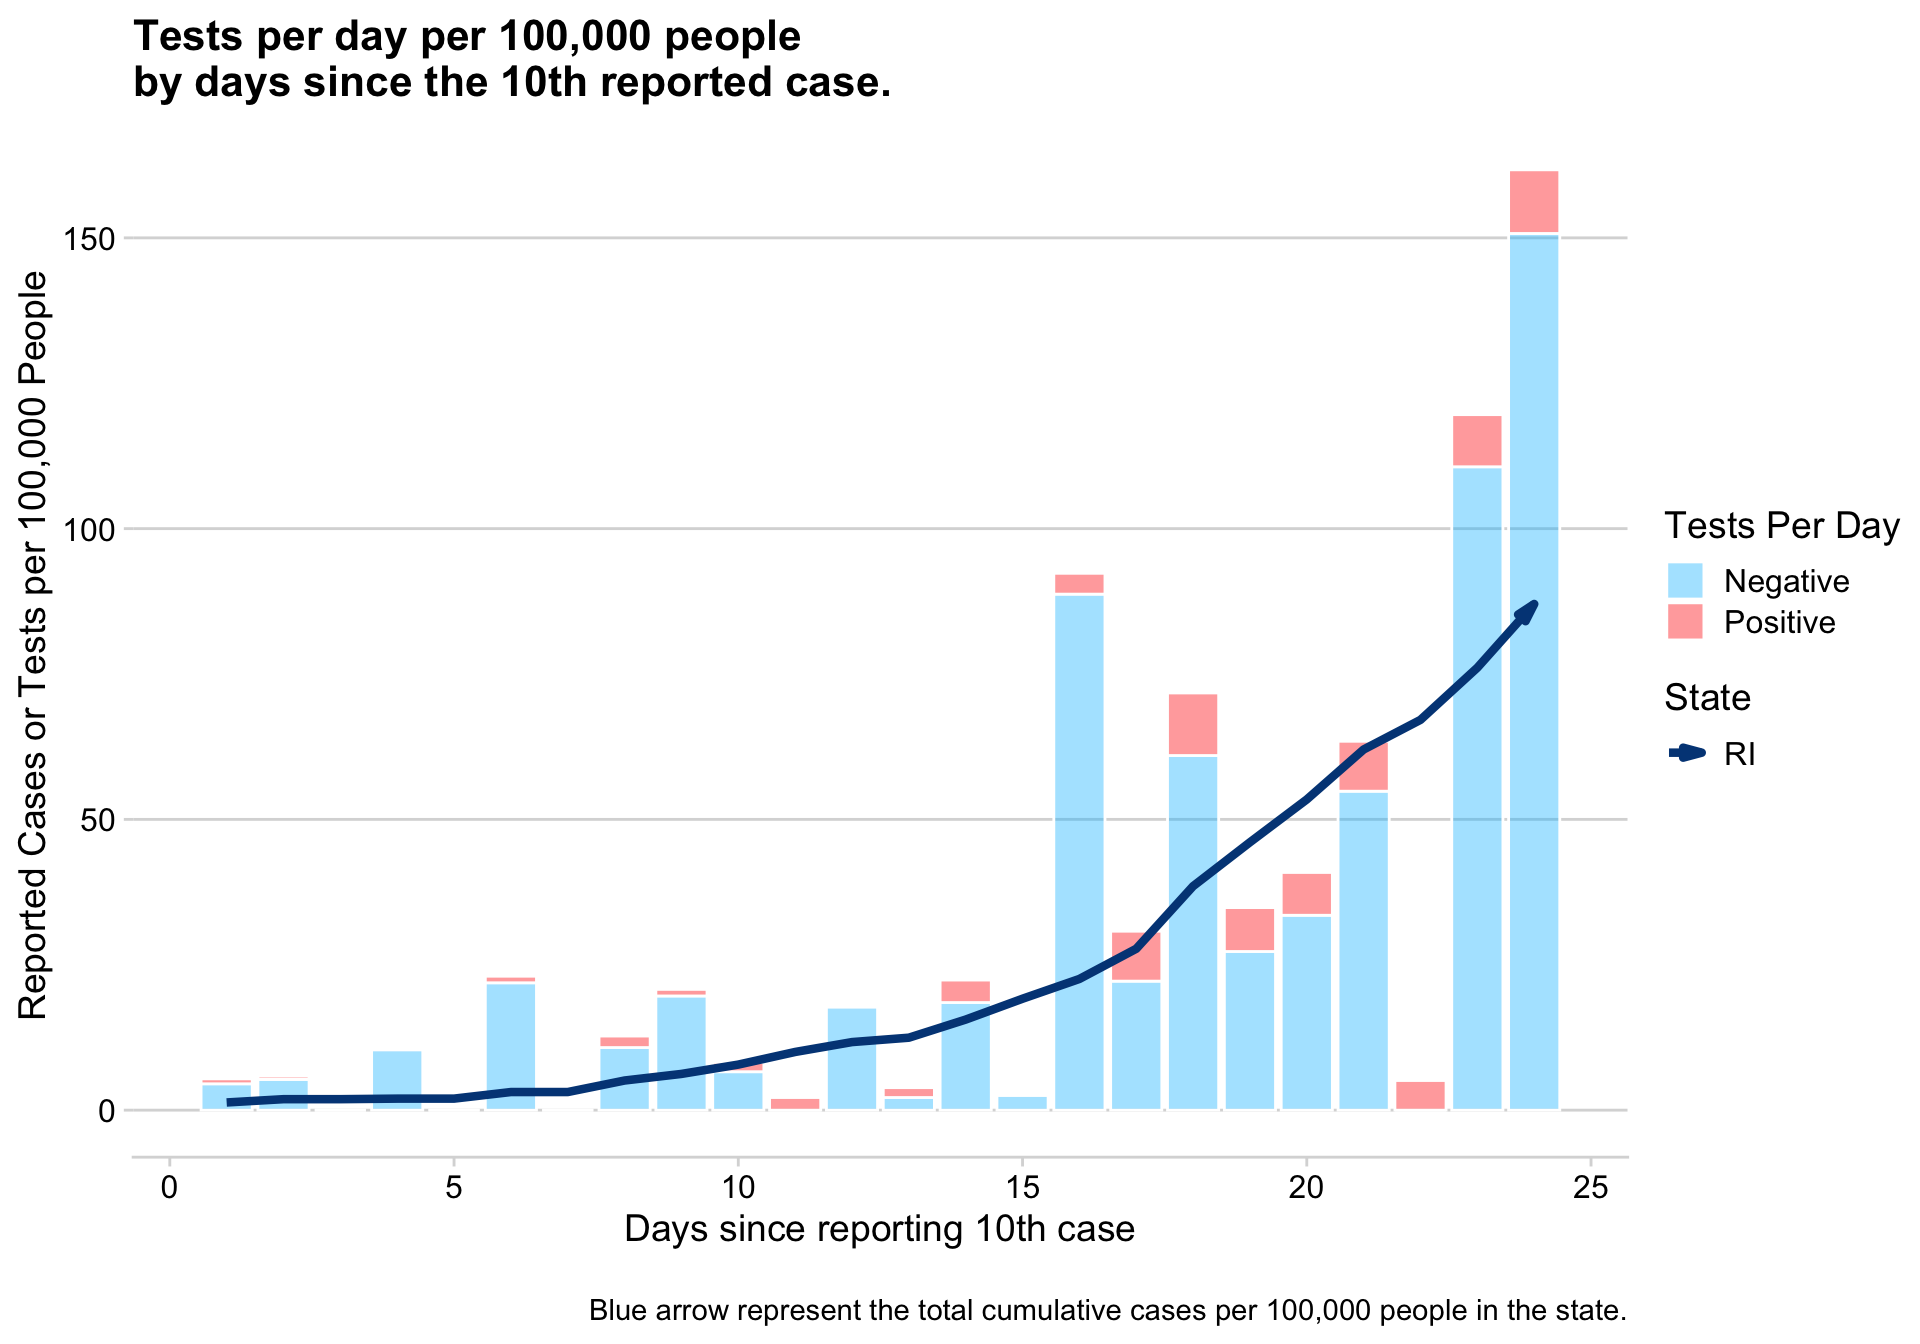 Tests per day per 100,000 people
by days since the 10th reported case.
Reported Cases or Tests per 100,000 People
150
100
50
0
0 5 10 15 20 25
Days since reporting 10th case
Tests Per Day
Negative
Positive
State
RI
Blue arrow represent the total cumulative cases per 100,000 people in the state.